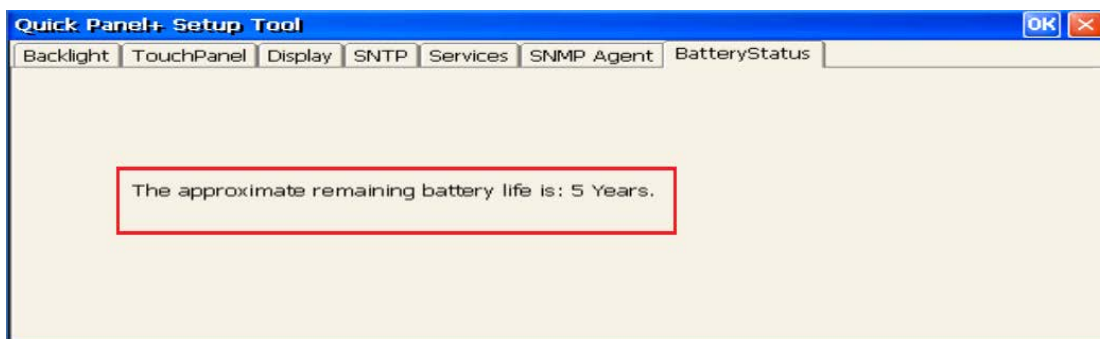 Quick Panel+ Setup Tool OK
Backlight TouchPanel Display SNTP Services SNMP Agent BatteryStatus
The approximate remaining battery life is: 5 Years.